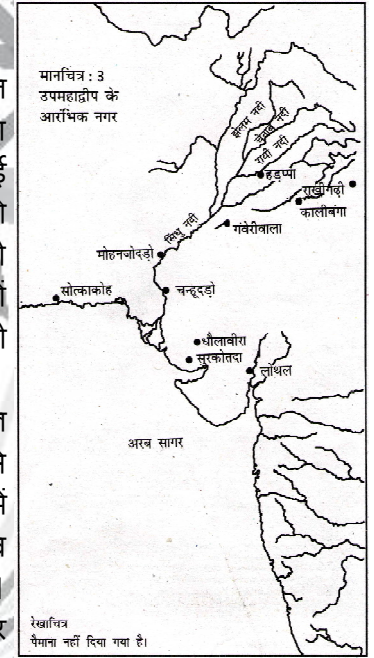 मानचित्र : ३
उपमहाद्वीप के
आरंभिक नगर
झेलम नदी
चेनाब नदी
रावी नदी
हड़प्पा
राखीगढ़ी
कालीबंगा
गंवेरीवाला
सिंधु नदी
मोहनजोदड़ो
सोत्काकोह
चन्हूदड़ो
धौलावीरा
सुरकोतदा
लोथल
अरब सागर
रेखाचित्र
पैमाना नहीं दिया गया है।